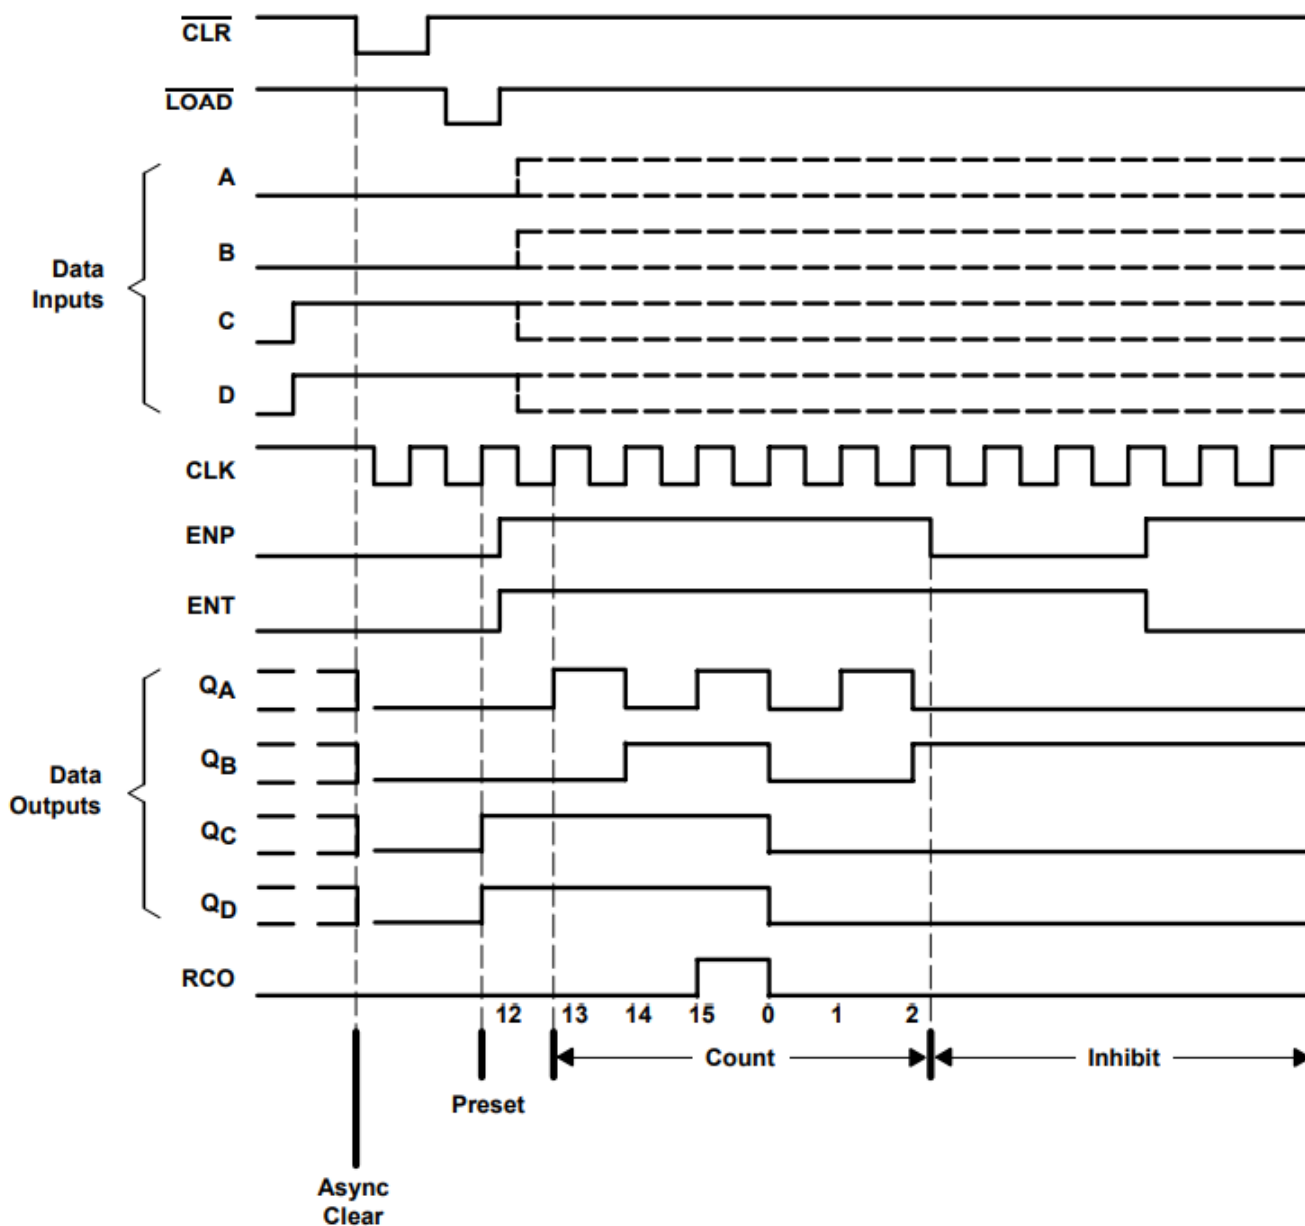 CLR
LOAD
A
B
Data
Inputs
C
D
CLK
ENP
ENT
QA
QB
Data
Outputs
QC
QD
RCO
12 13 14 15 0 1 2
Count Inhibit
Preset
Async
Clear